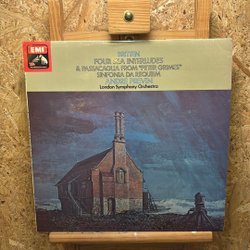 EMI
BRITTEN
FOUR SEA INTERLUDES
& PASSACAGLIA FROM "PETER GRIMES"
SINFONIA DA REQUIEM
ANDRÉ PREVIN
London Symphony Orchestra